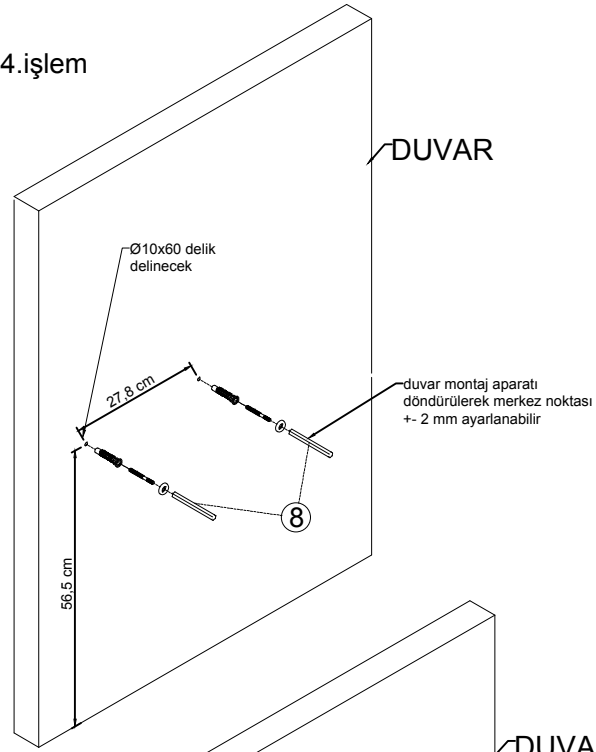 4.işlem
DUVAR
Ø10x60 delik
delinecek
27,8 cm
duvar montaj aparatı
döndürülerek merkez noktası
+- 2 mm ayarlanabilir
8
56,5 cm
DUVA